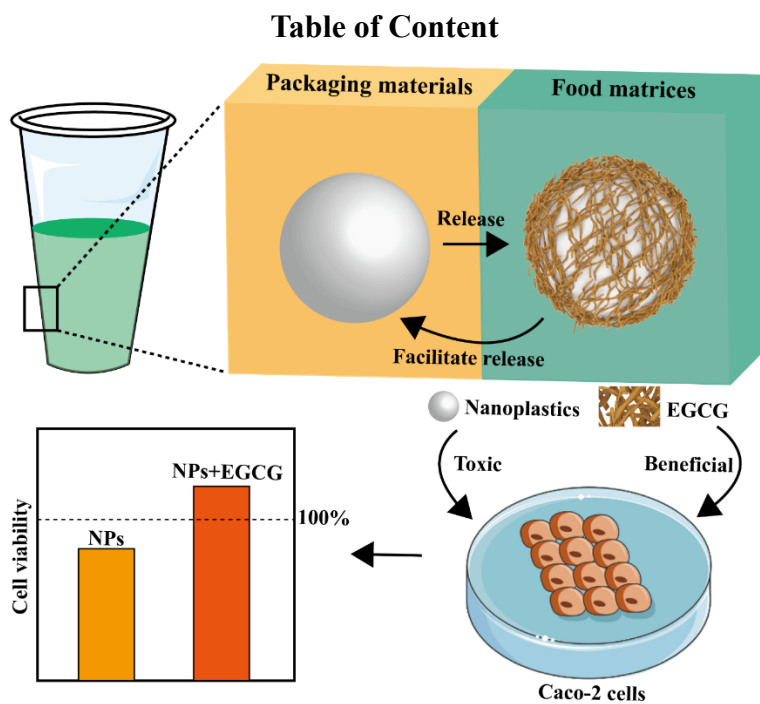 Table of Content
Packaging materials
Food matrices
Release
Facilitate release
Nanoplastics
EGCG
Toxic
Beneficial
Cell viability
NPs
NPs+EGCG
100%
Caco-2 cells